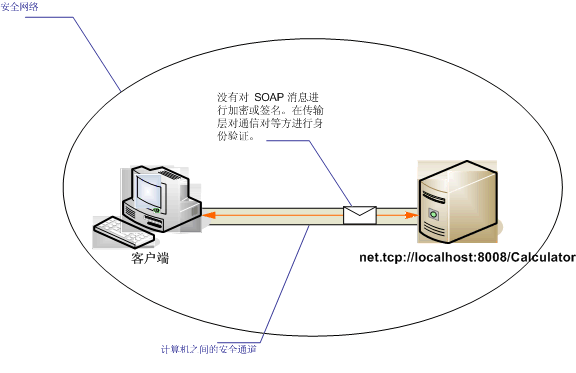 安全网络
没有对 SOAP 消息进
行加密或签名。在传输
层对通信对等方进行身
份验证。
客户端
net.tcp://localhost:8008/Calculator
计算机之间的安全通道